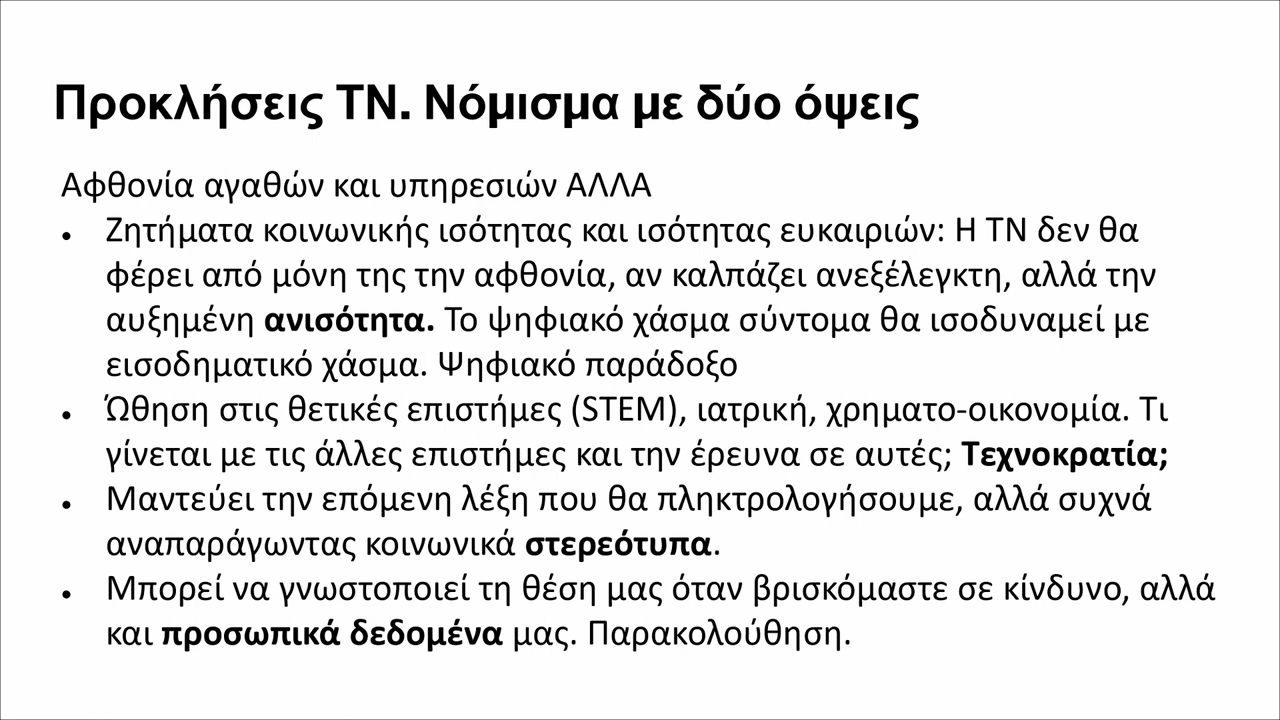 Προκλήσεις ΤΝ. Νόμισμα με δύο όψεις
Αφθονία αγαθών και υπηρεσιών ΑΛΛΑ
• Ζητήματα κοινωνικής ισότητας και ισότητας ευκαιριών: Η ΤΝ δεν θα
φέρει από μόνη της την αφθονία, αν καλπάζει ανεξέλεγκτη, αλλά την
αυξημένη ανισότητα. Το ψηφιακό χάσμα σύντομα θα ισοδυναμεί με
εισοδηματικό χάσμα. Ψηφιακό παράδοξο
• Ώθηση στις θετικές επιστήμες (STEM), ιατρική, χρηματο-οικονομία. Τι
γίνεται με τις άλλες επιστήμες και την έρευνα σε αυτές; Τεχνοκρατία;
• Μαντεύει την επόμενη λέξη που θα πληκτρολογήσουμε, αλλά συχνά
αναπαράγωντας κοινωνικά στερεότυπα.
• Μπορεί να γνωστοποιεί τη θέση μας όταν βρισκόμαστε σε κίνδυνο, αλλά
και προσωπικά δεδομένα μας. Παρακολούθηση.